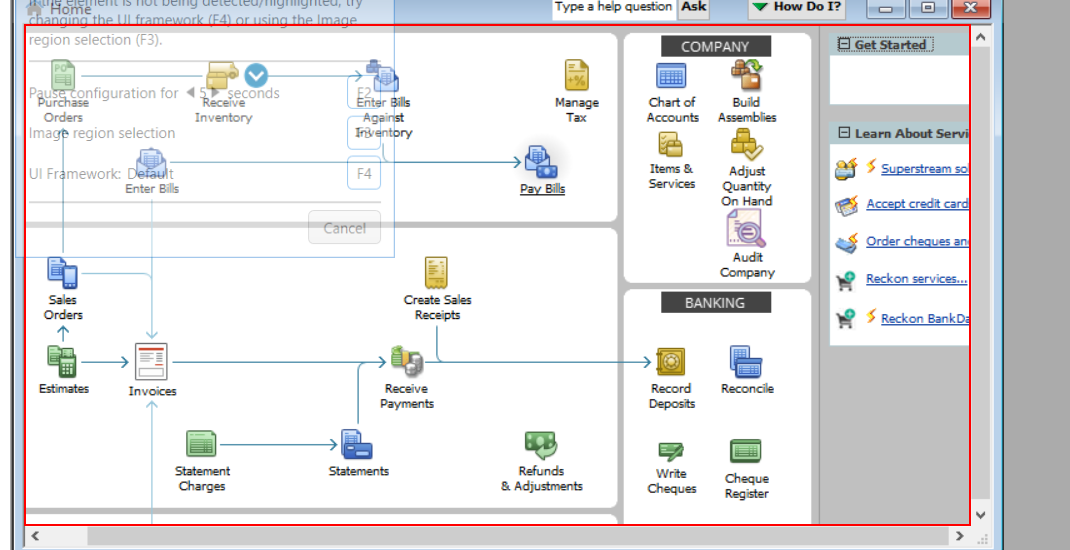 If the element is not being detected/highlighted, try
Home
changing the UI framework (F4) or using the Image
region selection (F3).
Type a help question Ask
How Do I?
Purchase
Orders
Receive
Inventory
Enter Bills
Against
Inventory
Manage
Tax
Pause configuration for 5 seconds
F2
Image region selection
F3
UI Framework: Default
F4
Enter Bills
Pay Bills
Cancel
COMPANY
Chart of
Accounts
Build
Assemblies
Items &
Services
Adjust
Quantity
On Hand
Audit
Company
Get Started
Learn About Servi
Superstream so
Accept credit card
Order cheques an
Reckon services...
Reckon BankDa
Sales
Orders
Create Sales
Receipts
Estimates
Invoices
Receive
Payments
Statement
Charges
Statements
Refunds
& Adjustments
BANKING
Record
Deposits
Reconcile
Write
Cheques
Cheque
Register